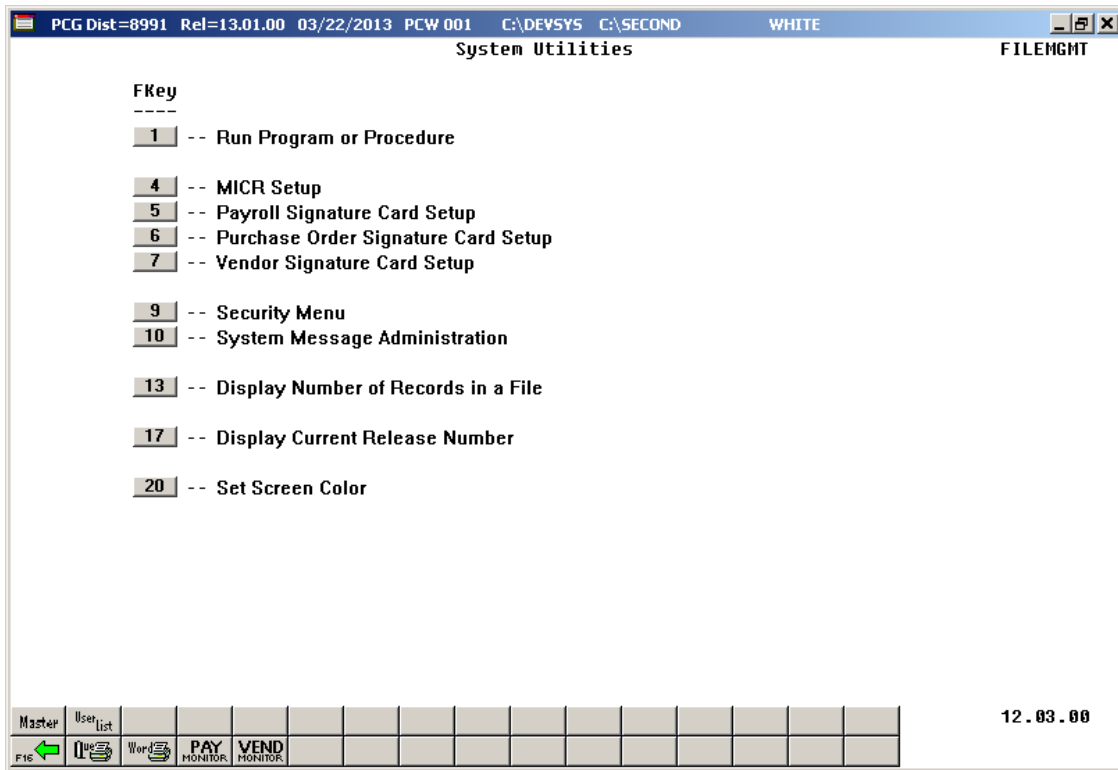 PCG Dist=8991 Rel=13.01.00 03/22/2013 PCW 001 C:\DEVSYS C:\SECOND WHITE
System Utilities FILEMGMT
FKey
----
1 -- Run Program or Procedure
4 -- MICR Setup
5 -- Payroll Signature Card Setup
6 -- Purchase Order Signature Card Setup
7 -- Vendor Signature Card Setup
9 -- Security Menu
10 -- System Message Administration
13 -- Display Number of Records in a File
17 -- Display Current Release Number
20 -- Set Screen Color
Master User List 12.03.00
F16 Que Word PAY MONITOR VEND MONITOR